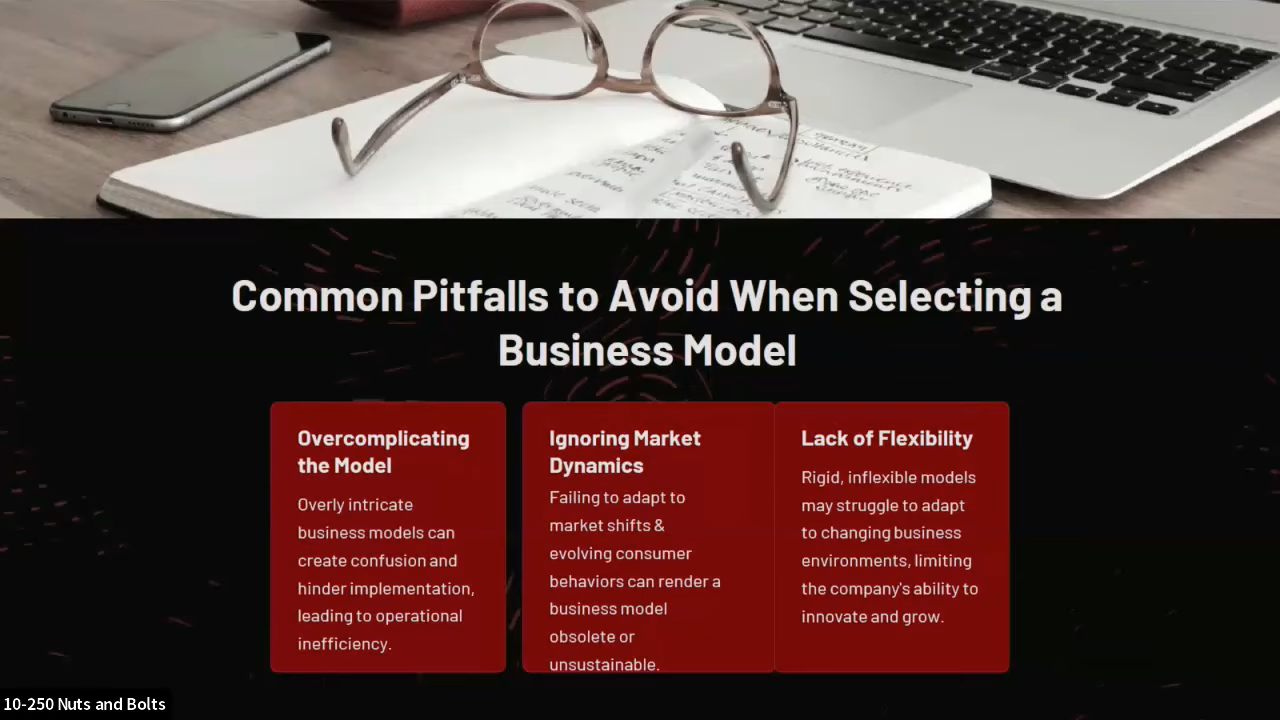 Common Pitfalls to Avoid When Selecting a
Business Model
Overcomplicating
the Model
Overly intricate
business models can
create confusion and
hinder implementation,
leading to operational
inefficiency.
Ignoring Market
Dynamics
Failing to adapt to
market shifts &
evolving consumer
behaviors can render a
business model
obsolete or
unsustainable.
Lack of Flexibility
Rigid, inflexible models
may struggle to adapt
to changing business
environments, limiting
the company's ability to
innovate and grow.
10-250 Nuts and Bolts